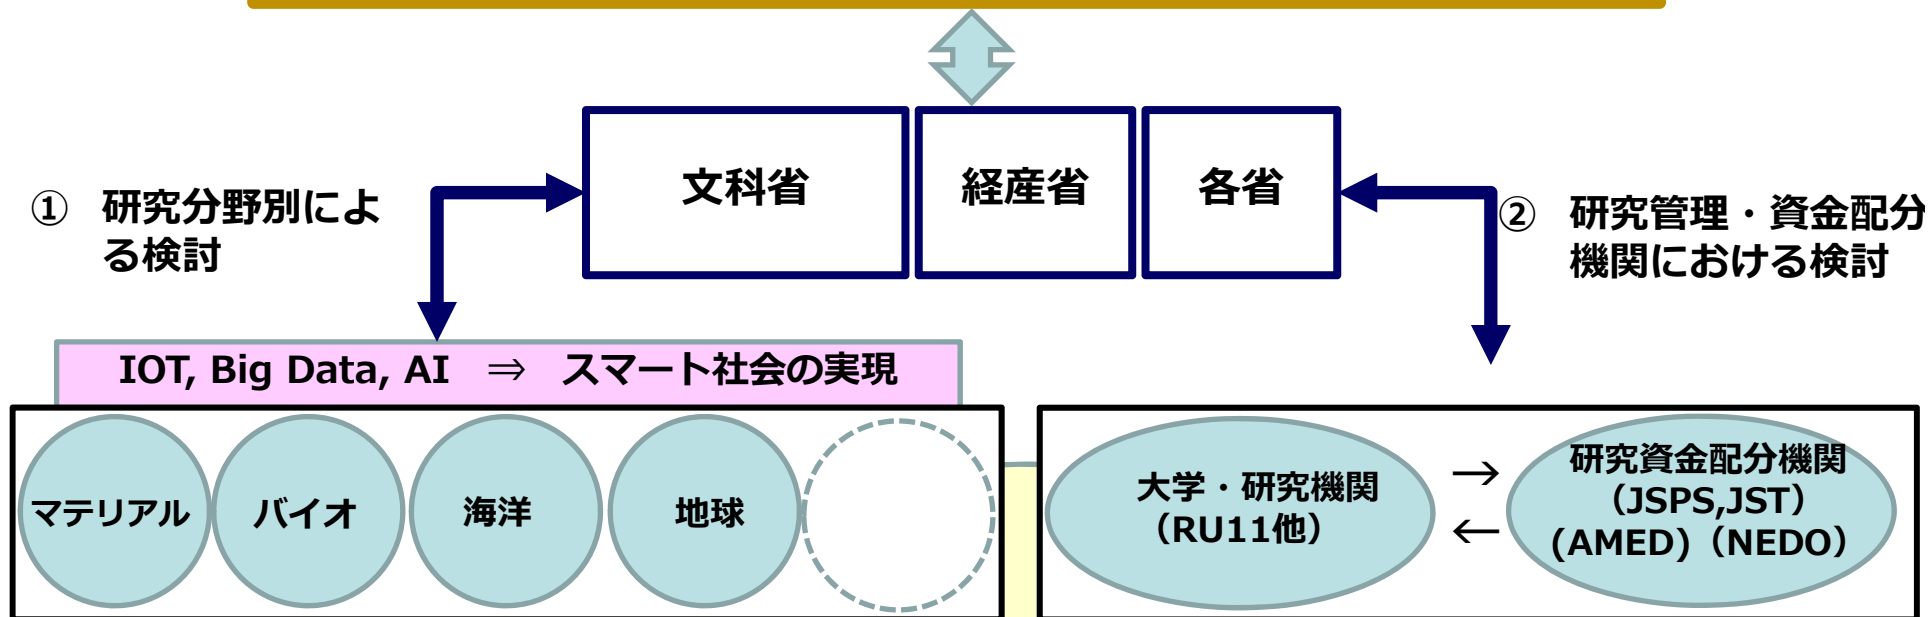 文科省
経産省
各省
① 研究分野別によ
る検討
② 研究管理・資金配分
機関における検討
IOT, Big Data, AI ⇒ スマート社会の実現
マテリアル
バイオ
海洋
地球
大学・研究機関
（RU11他）
→
←
研究資金配分機関
（JSPS,JST）
(AMED)（NEDO）